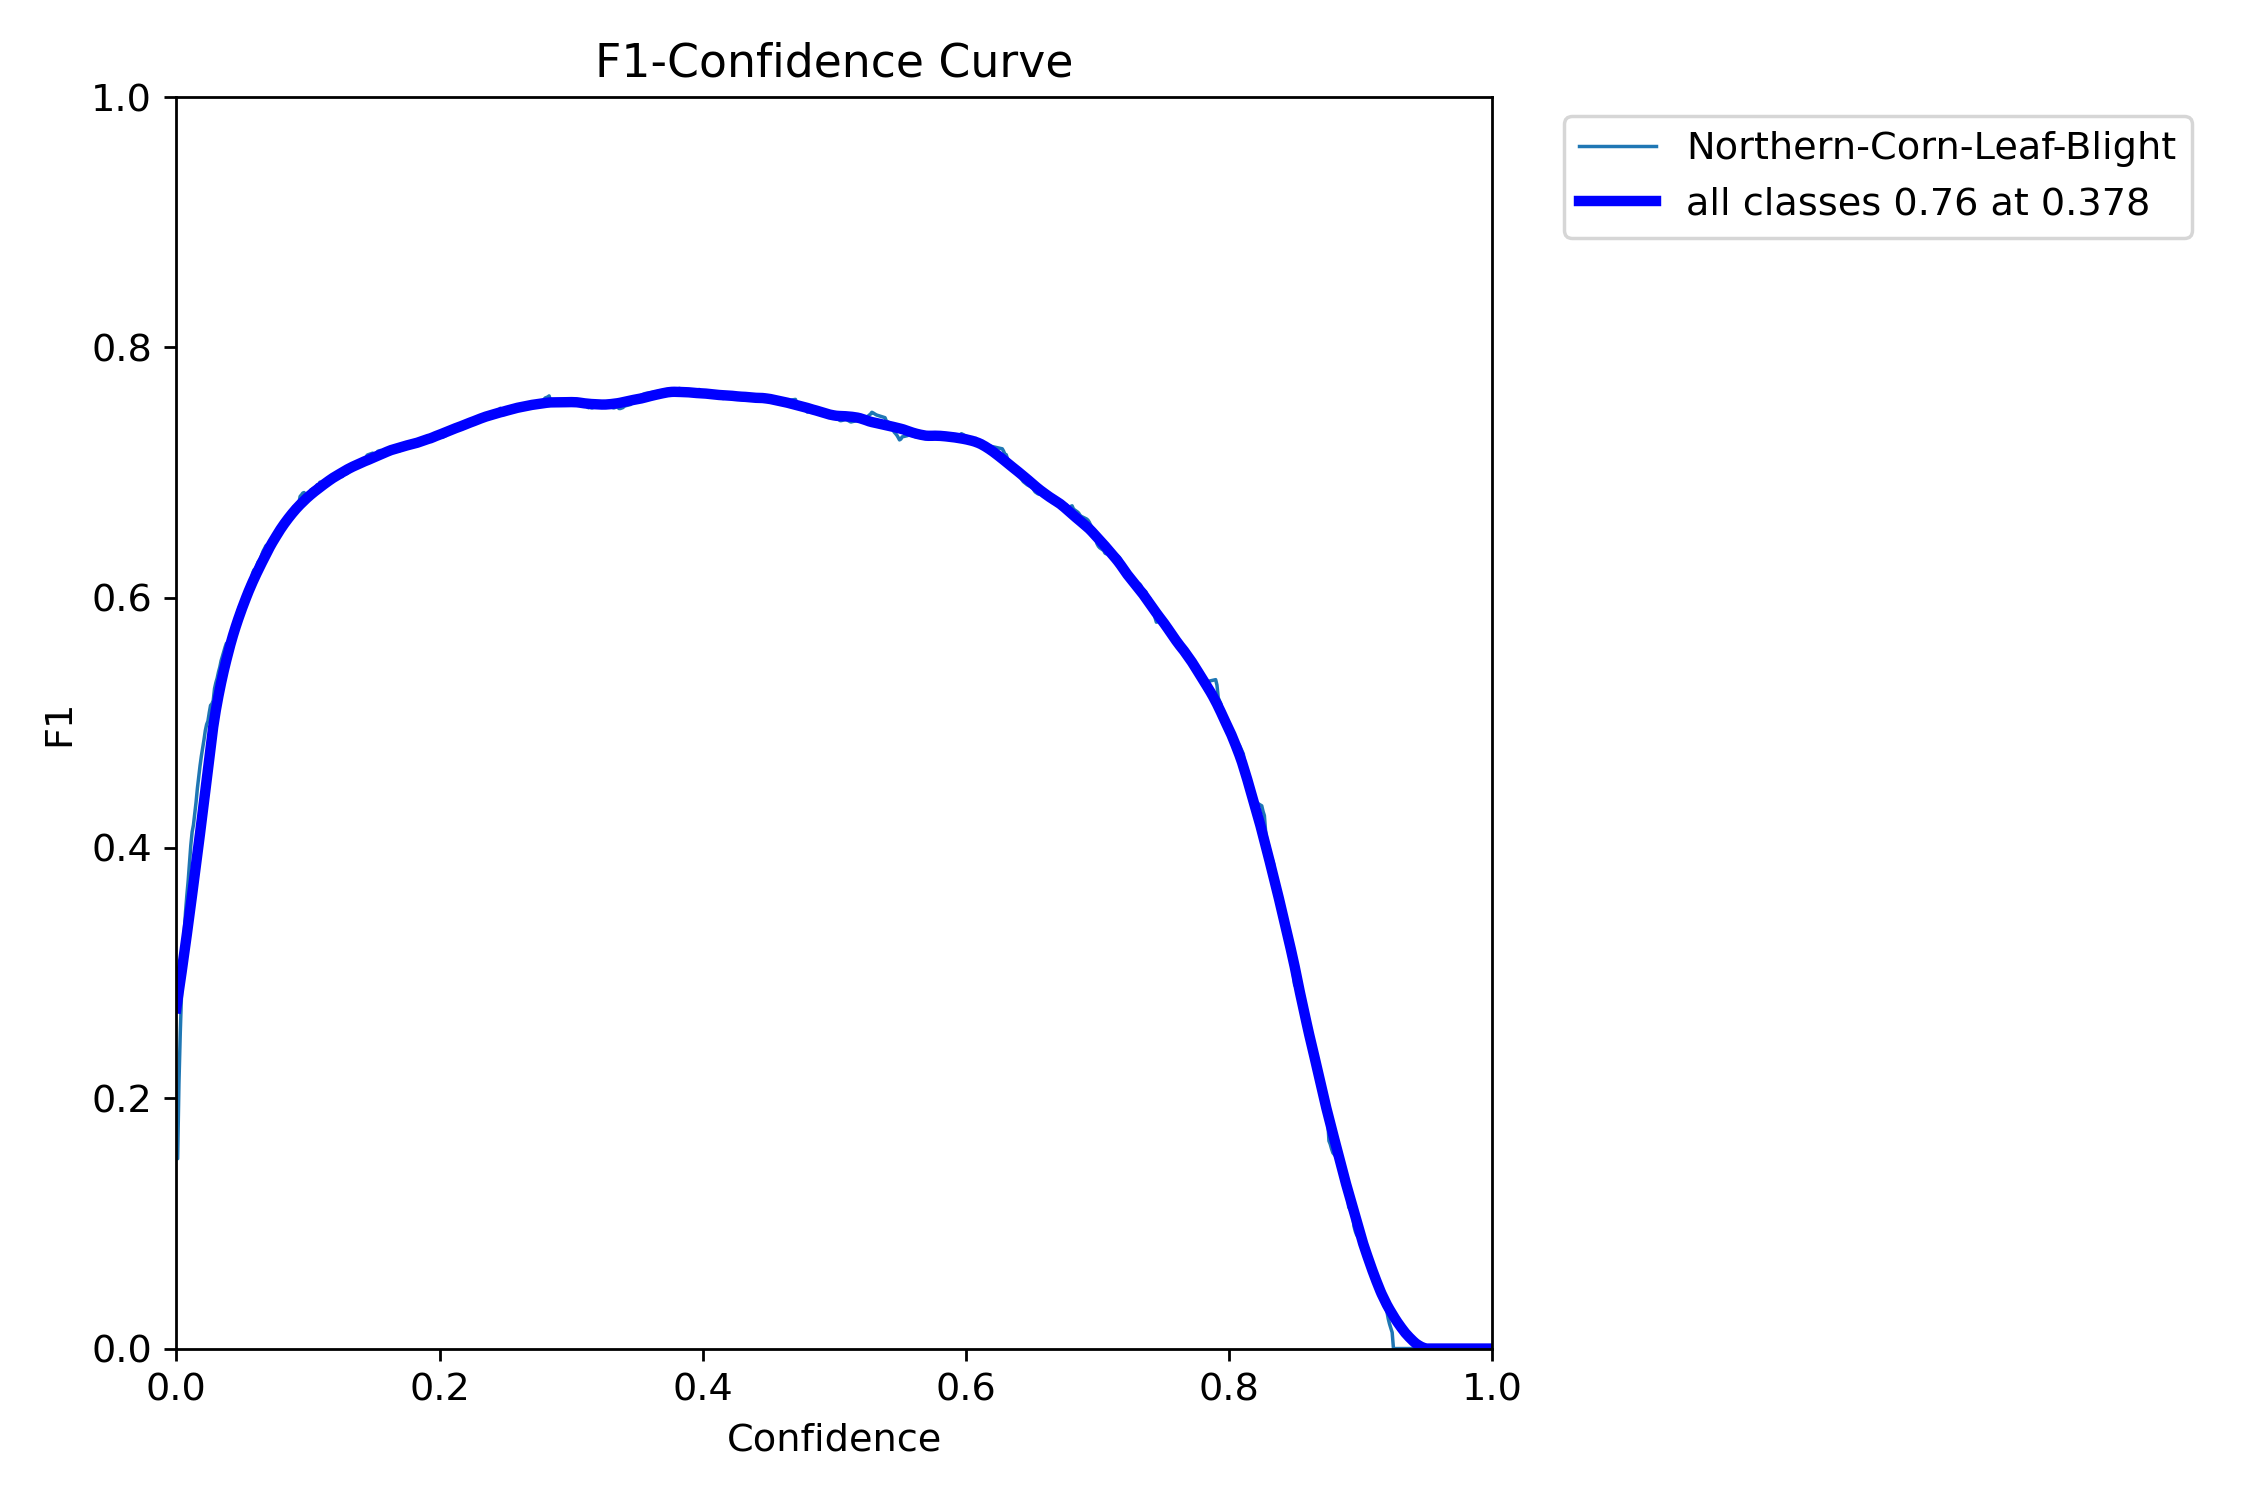 F1-Confidence Curve
1.0
0.8
0.6
0.4
0.2
0.0
F1
0.0 0.2 0.4 0.6 0.8 1.0
Confidence
Northern-Corn-Leaf-Blight
all classes 0.76 at 0.378